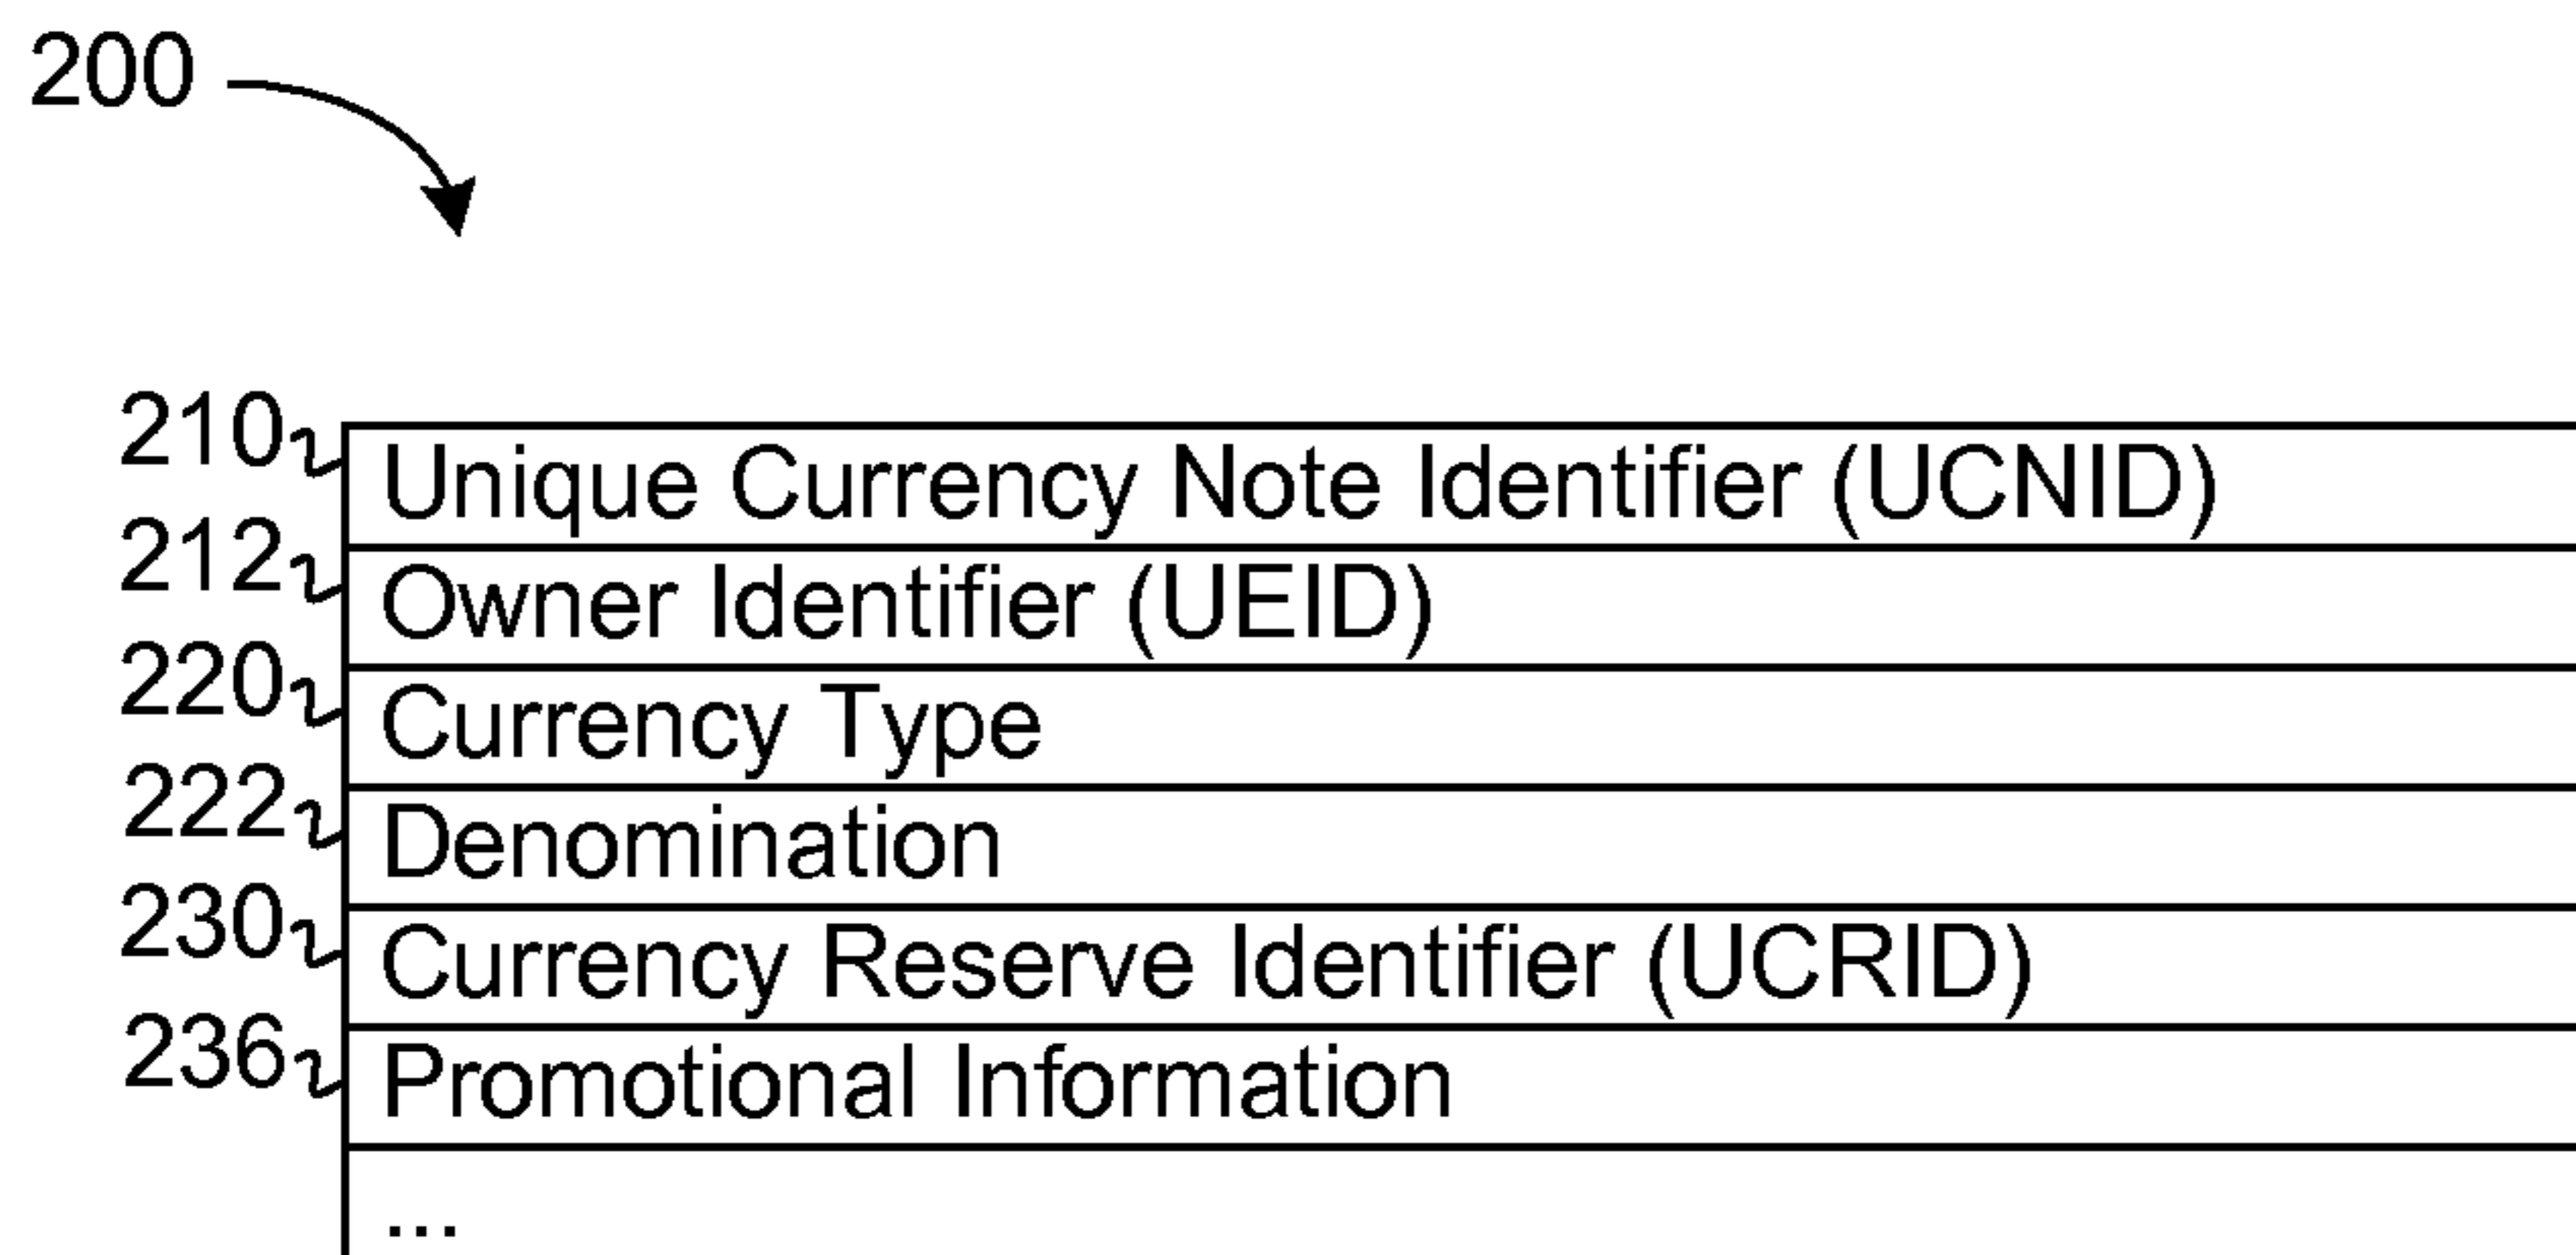 200
210 Unique Currency Note Identifier (UCNID)
212 Owner Identifier (UEID)
220 Currency Type
222 Denomination
230 Currency Reserve Identifier (UCRID)
236 Promotional Information
...